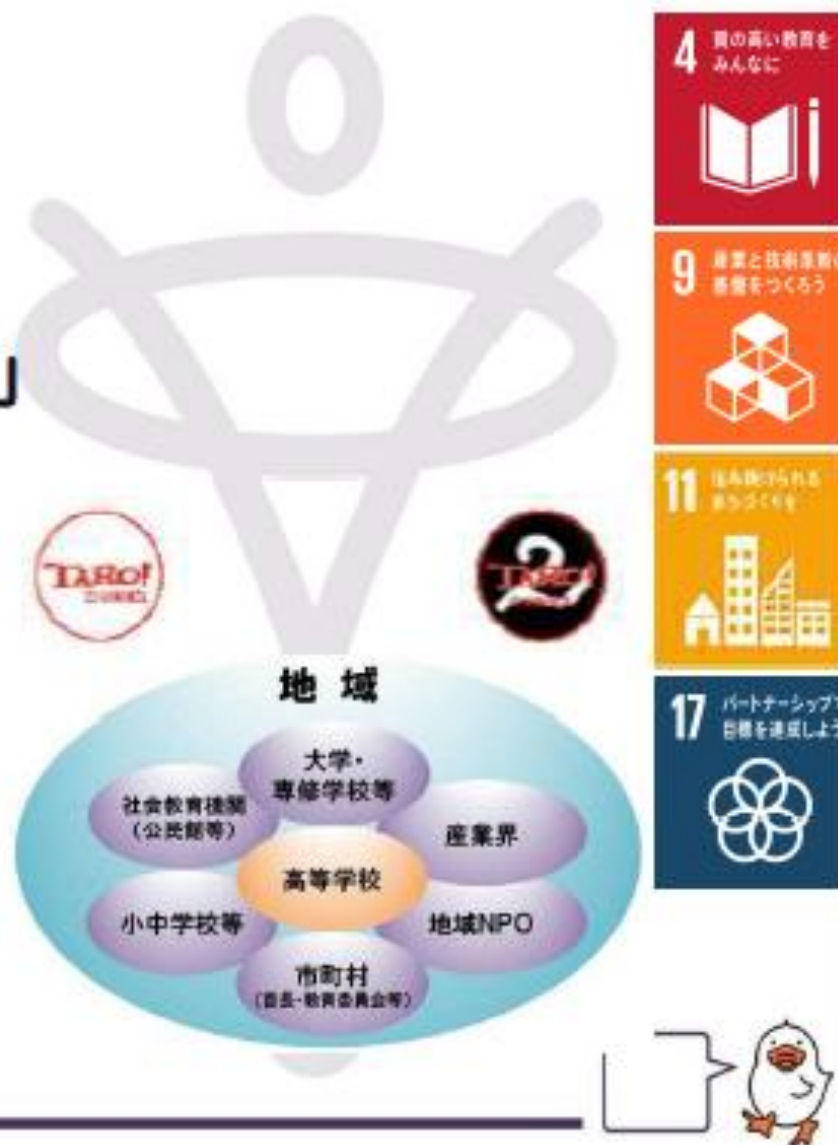 」
4 質の高い教育を
みんなに
9 産業と技術革新の
基盤をつくろう
11 住み続けられる
まちづくりを
TARO!
TARO!
2
17 パートナーシップで
目標を達成しよう
地 域
大学・
専修学校等
社会教育機関
（公民館等）
産業界
高等学校
小中学校等
地域NPO
市町村
（首長・教育委員会等）